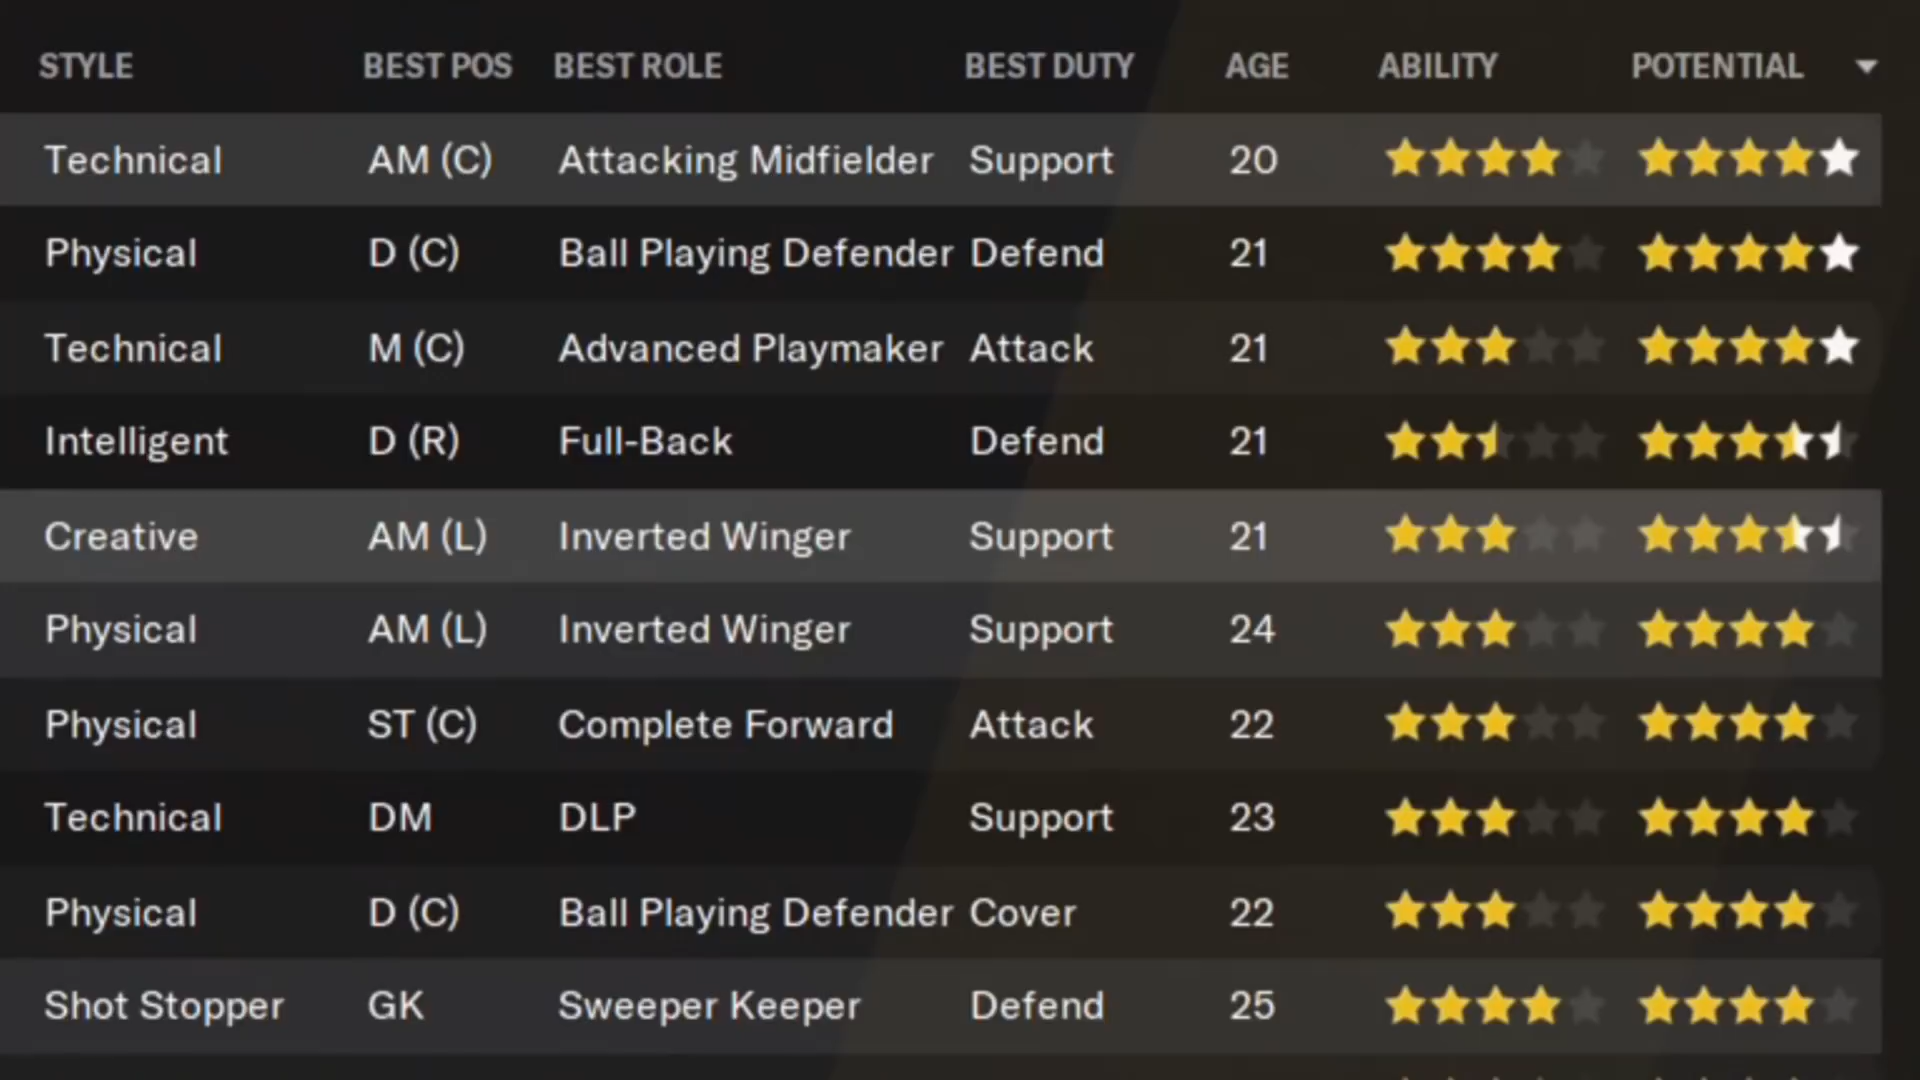 STYLE BEST POS BEST ROLE BEST DUTY AGE ABILITY POTENTIAL
Technical AM (C) Attacking Midfielder Support 20
Physical D (C) Ball Playing Defender Defend 21
Technical M (C) Advanced Playmaker Attack 21
Intelligent D (R) Full-Back Defend 21
Creative AM (L) Inverted Winger Support 21
Physical AM (L) Inverted Winger Support 24
Physical ST (C) Complete Forward Attack 22
Technical DM DLP Support 23
Physical D (C) Ball Playing Defender Cover 22
Shot Stopper GK Sweeper Keeper Defend 25